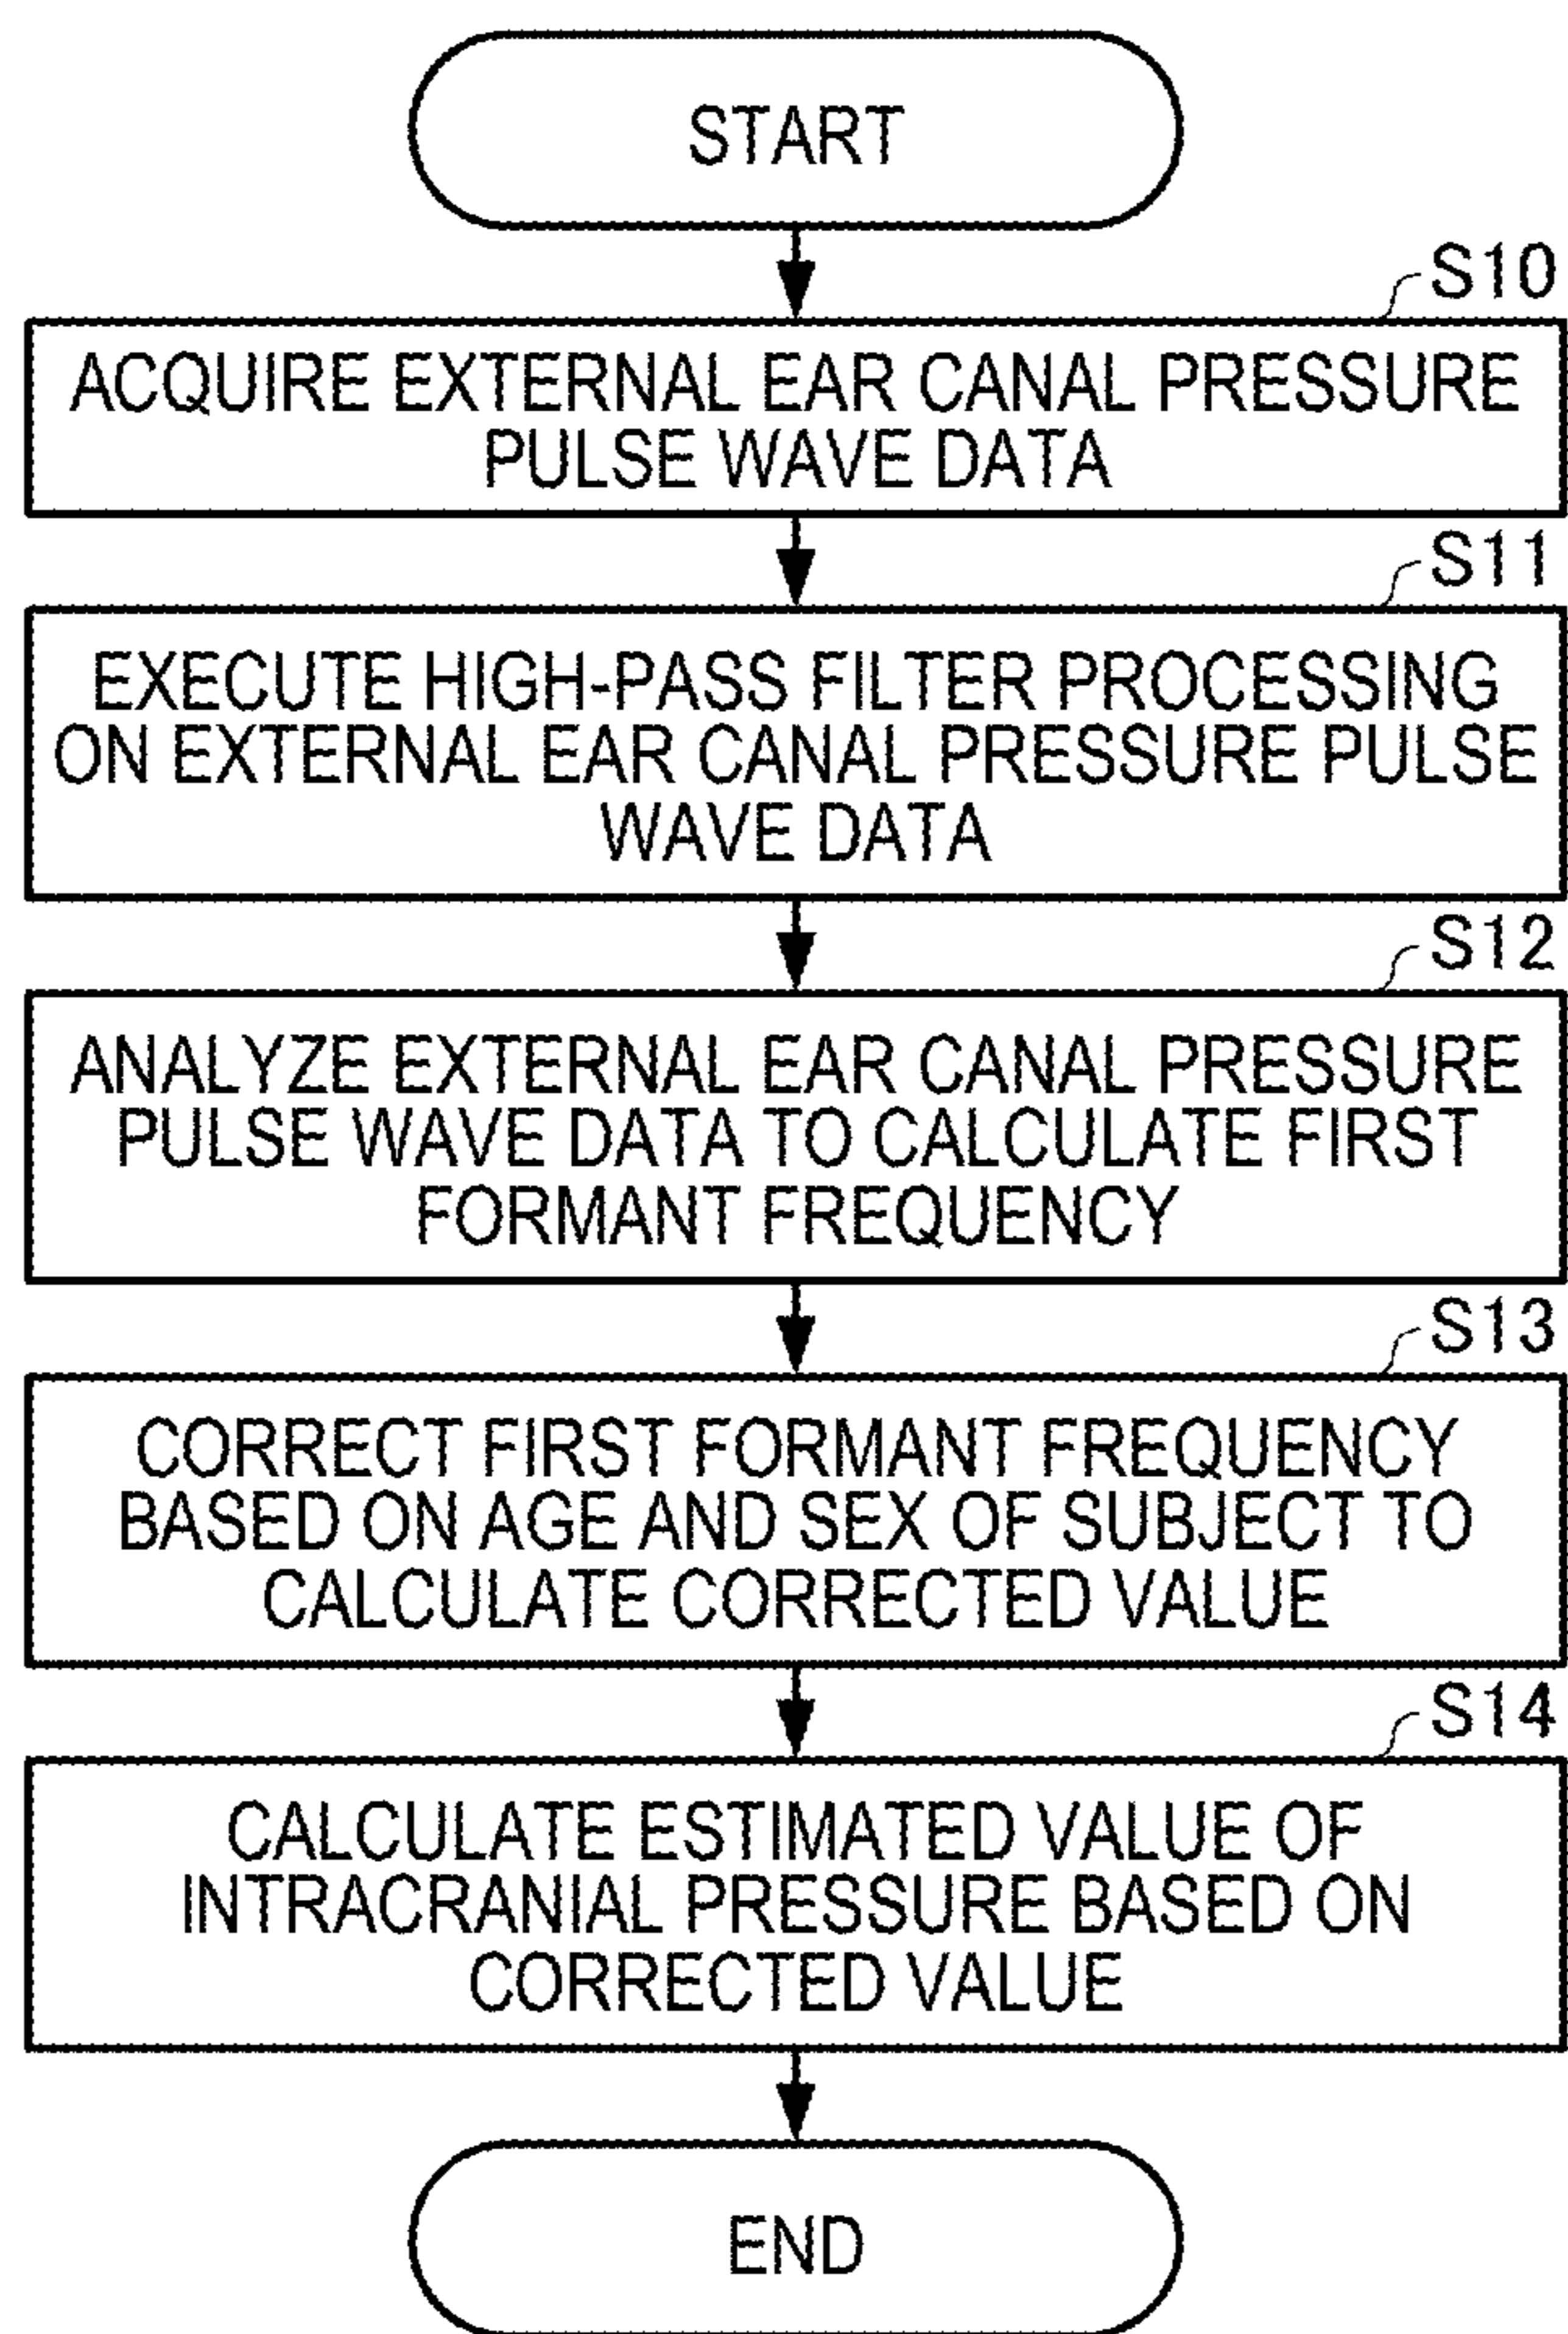 START
S10
ACQUIRE EXTERNAL EAR CANAL PRESSURE
PULSE WAVE DATA
S11
EXECUTE HIGH-PASS FILTER PROCESSING
ON EXTERNAL EAR CANAL PRESSURE PULSE
WAVE DATA
S12
ANALYZE EXTERNAL EAR CANAL PRESSURE
PULSE WAVE DATA TO CALCULATE FIRST
FORMANT FREQUENCY
S13
CORRECT FIRST FORMANT FREQUENCY
BASED ON AGE AND SEX OF SUBJECT TO
CALCULATE CORRECTED VALUE
S14
CALCULATE ESTIMATED VALUE OF
INTRACRANIAL PRESSURE BASED ON
CORRECTED VALUE
END